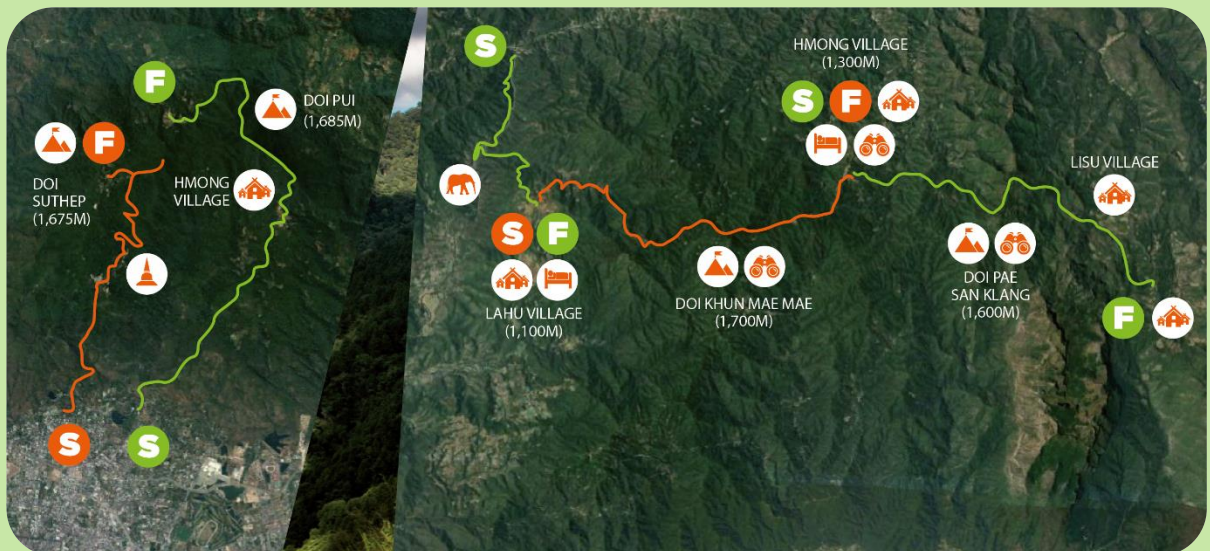 F
DOI PUI
(1,685M)
F
DOI
SUTHEP
(1,675M)
HMONG
VILLAGE
S
S
S
HMONG VILLAGE
(1,300M)
S
F
LISU VILLAGE
S
F
LAHU VILLAGE
(1,100M)
DOI KHUN MAE MAE
(1,700M)
DOI PAE
SAN KLANG
(1,600M)
F